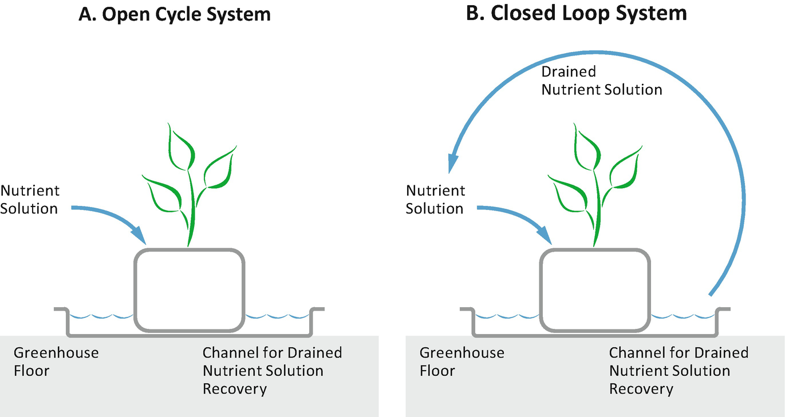 A. Open Cycle System
Nutrient
Solution
Greenhouse
Floor
Channel for Drained
Nutrient Solution
Recovery
B. Closed Loop System
Drained
Nutrient Solution
Nutrient
Solution
Greenhouse
Floor
Channel for Drained
Nutrient Solution
Recovery